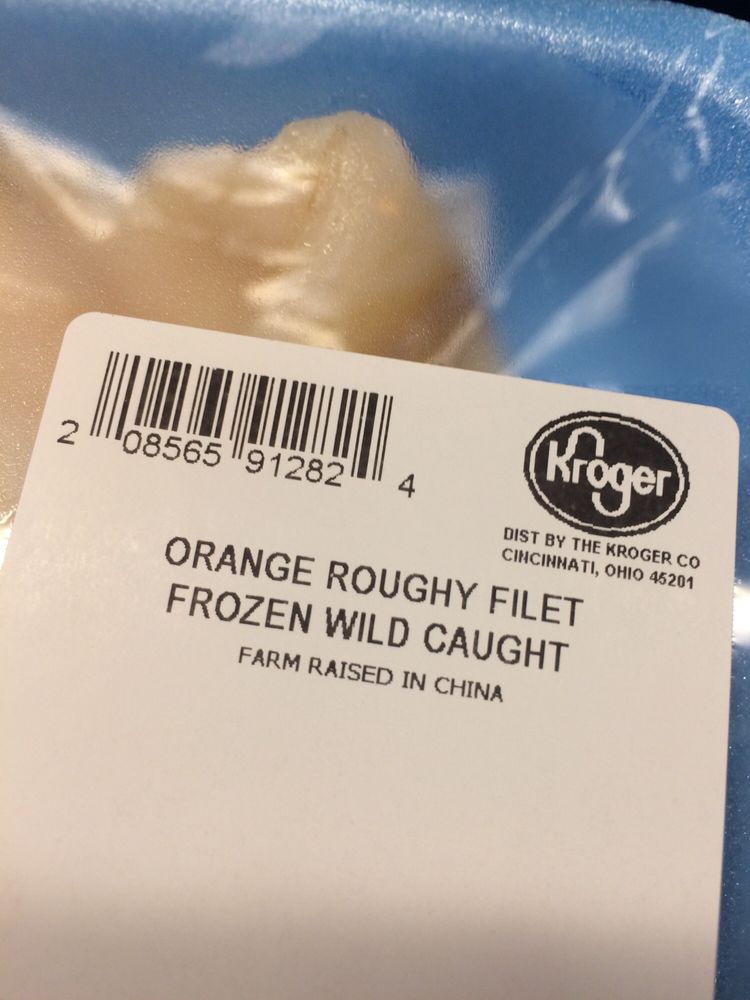 2 08565 91282 4
Kroger
DIST BY THE KROGER CO
CINCINNATI, OHIO 45201
ORANGE ROUGHY FILET
FROZEN WILD CAUGHT
FARM RAISED IN CHINA